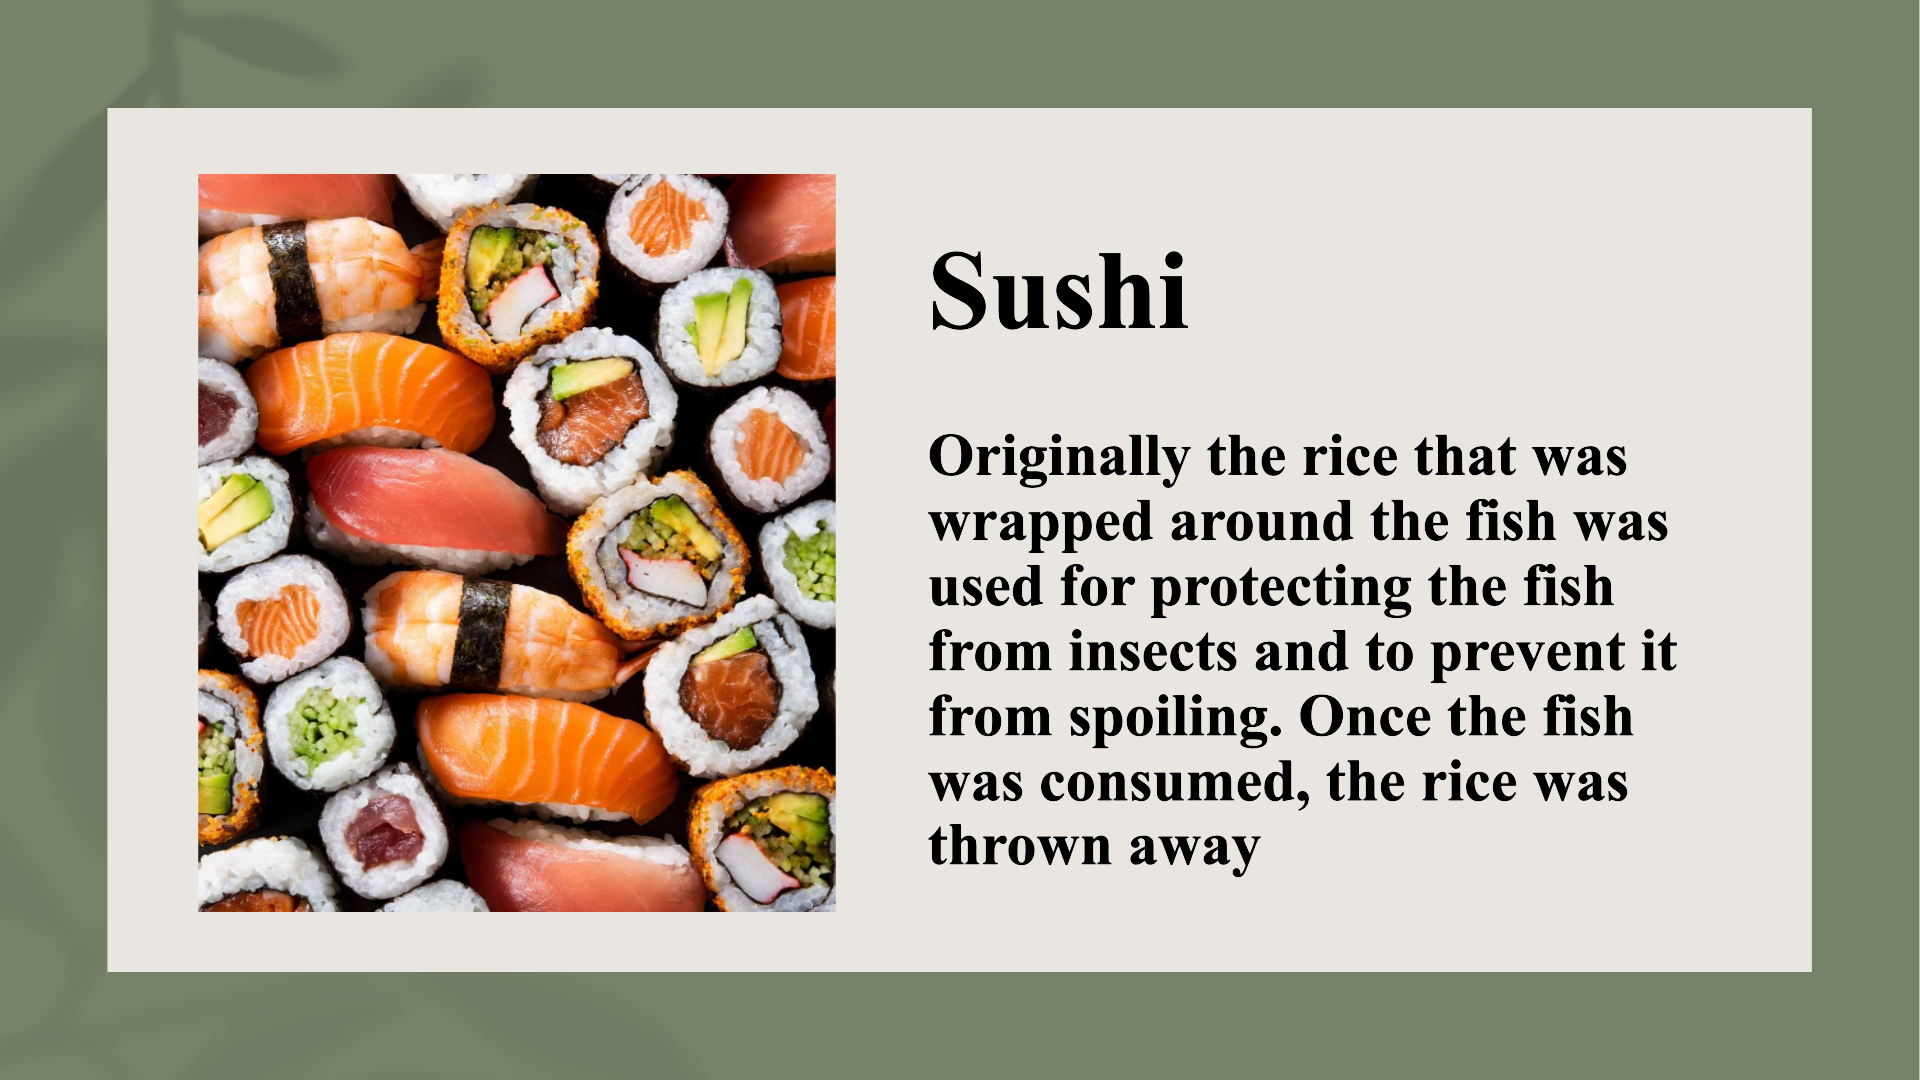 Sushi
Originally the rice that was
wrapped around the fish was
used for protecting the fish
from insects and to prevent it
from spoiling. Once the fish
was consumed, the rice was
thrown away